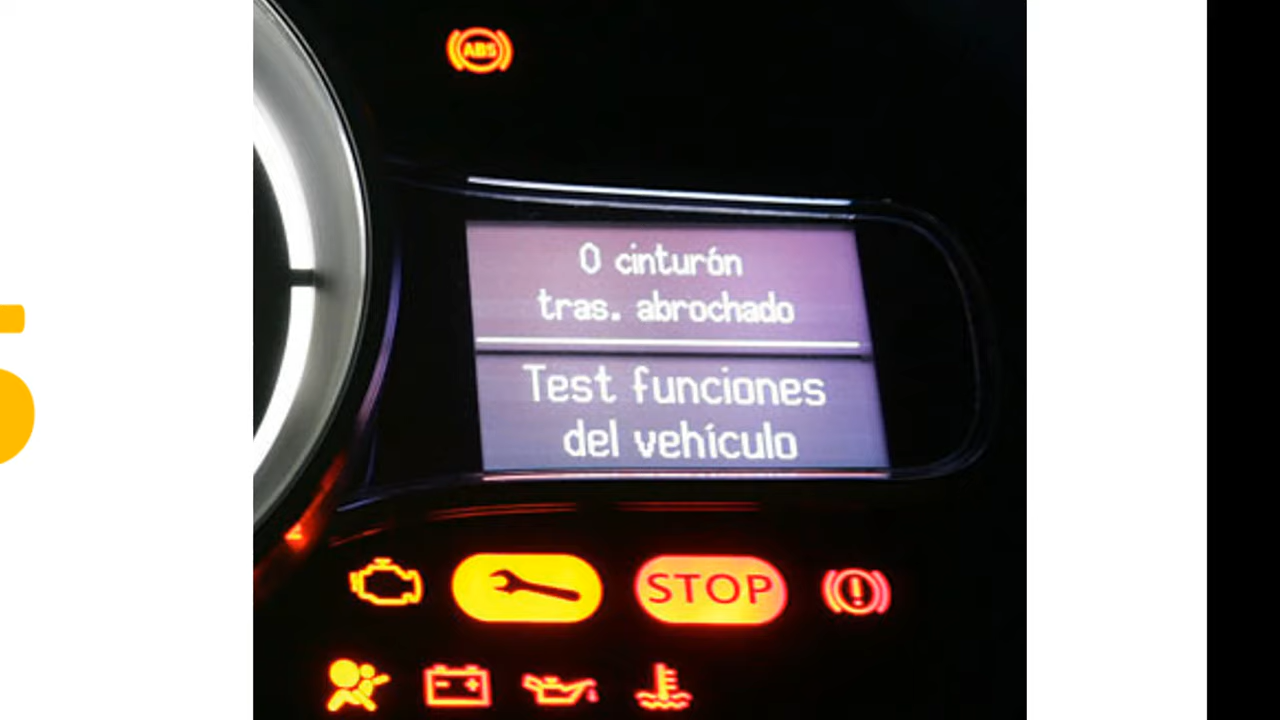 ABS
0 cinturón
tras. abrochado
Test funciones
del vehículo
STOP